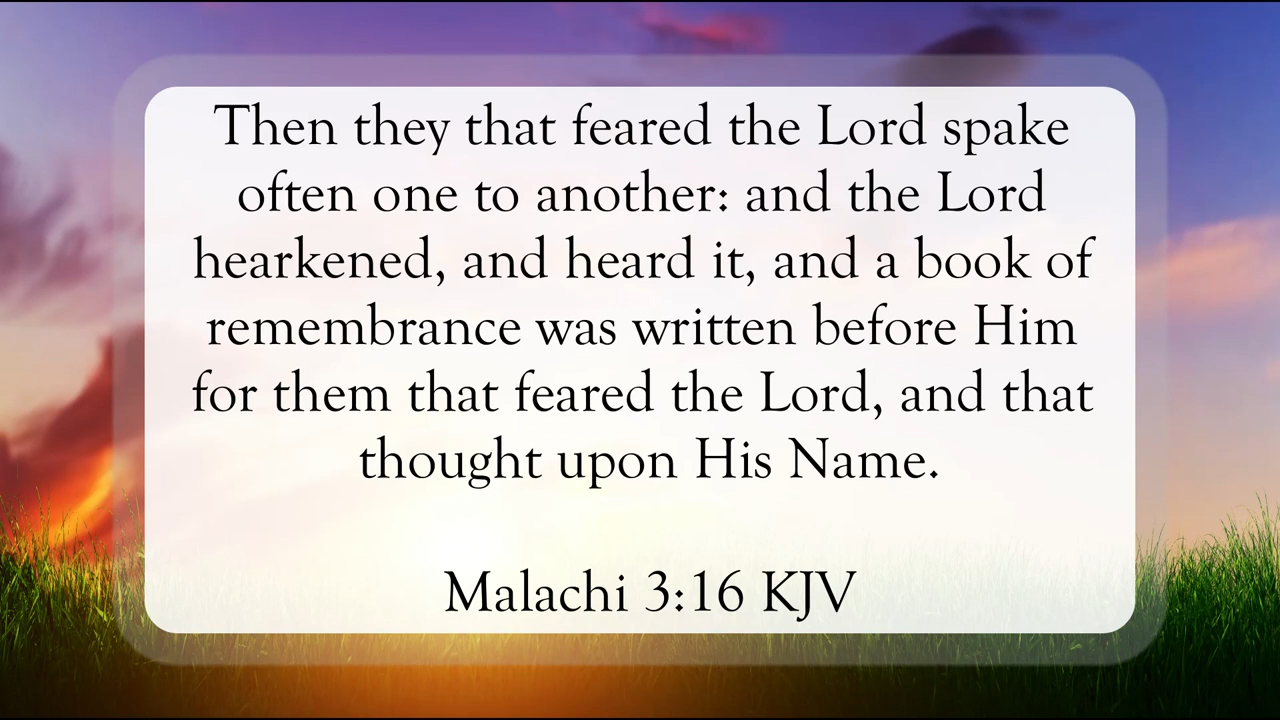 Then they that feared the Lord spake
often one to another: and the Lord
hearkened, and heard it, and a book of
remembrance was written before Him
for them that feared the Lord, and that
thought upon His Name.
Malachi 3:16 KJV